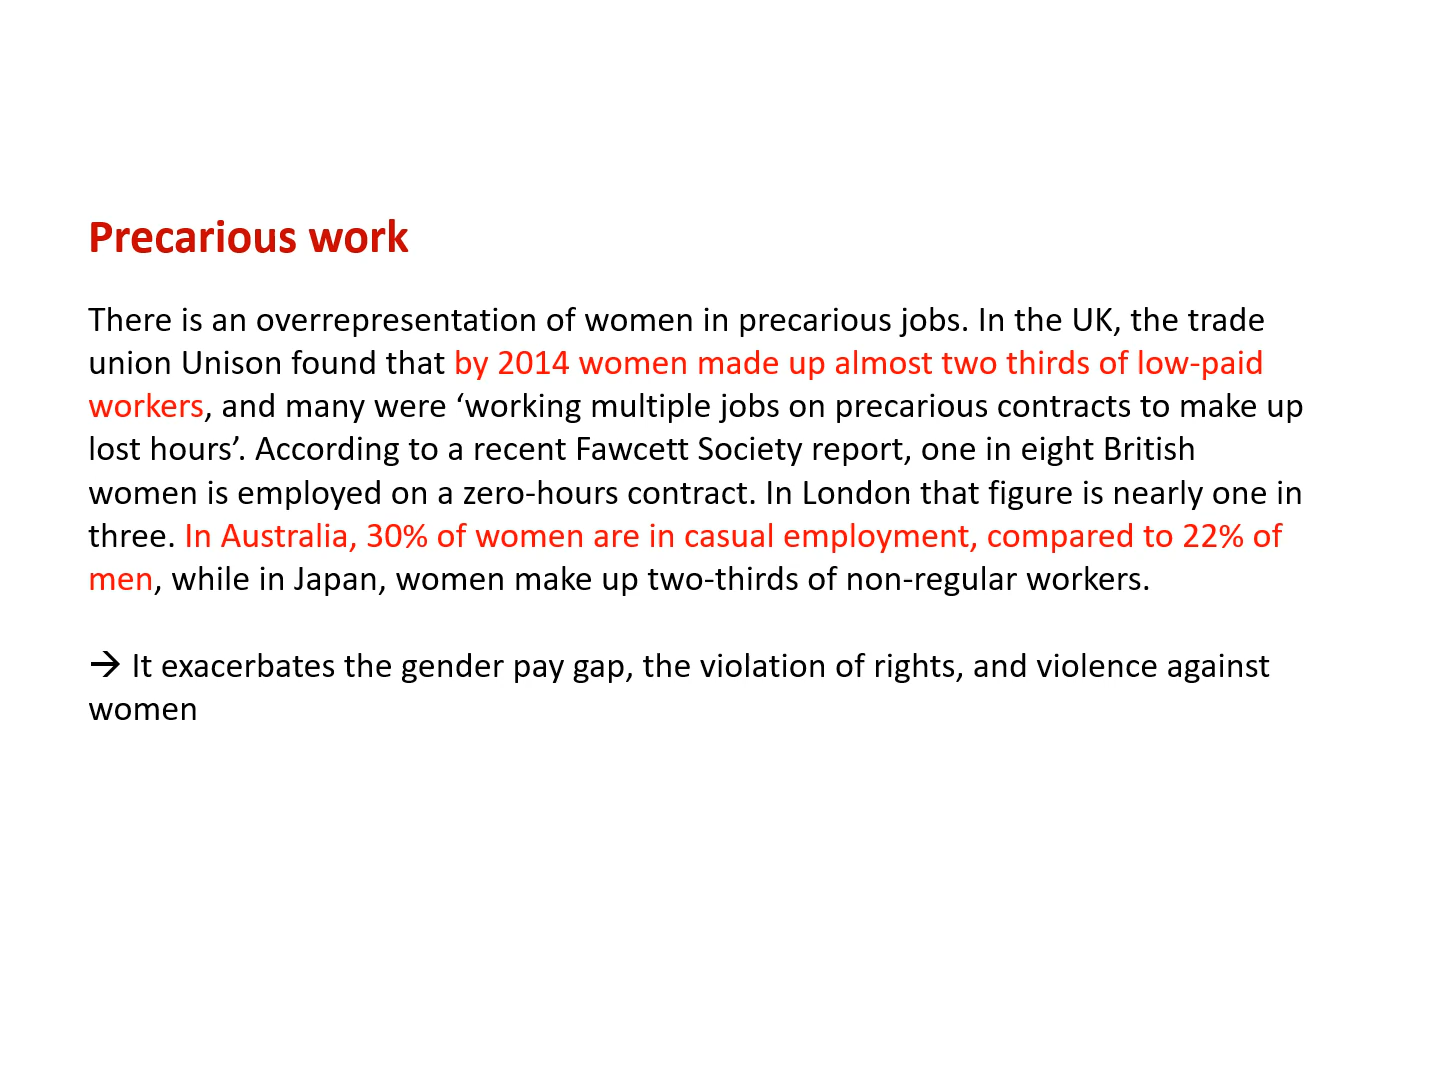 Precarious work
There is an overrepresentation of women in precarious jobs. In the UK, the trade
union Unison found that by 2014 women made up almost two thirds of low-paid
workers, and many were ‘working multiple jobs on precarious contracts to make up
lost hours’. According to a recent Fawcett Society report, one in eight British
women is employed on a zero-hours contract. In London that figure is nearly one in
three. In Australia, 30% of women are in casual employment, compared to 22% of
men, while in Japan, women make up two-thirds of non-regular workers.
→ It exacerbates the gender pay gap, the violation of rights, and violence against
women